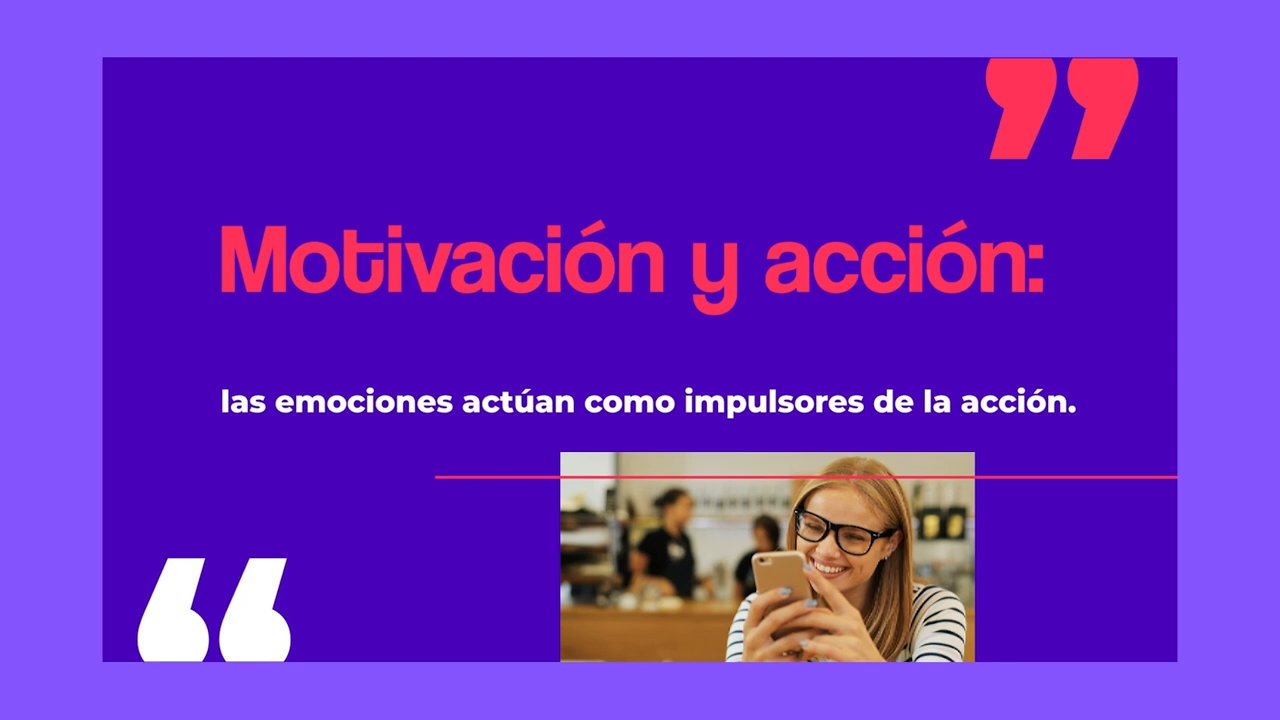 Motivación y acción:
las emociones actúan como impulsores de la acción.